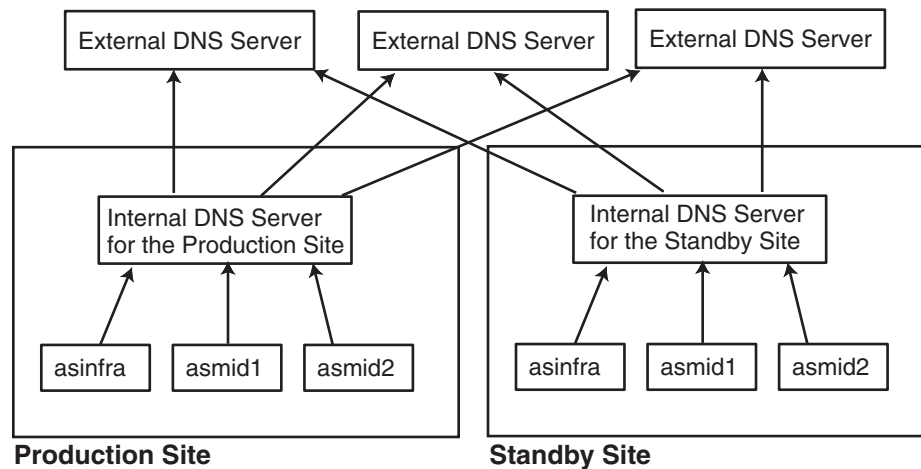 External DNS Server
External DNS Server
External DNS Server
Internal DNS Server
for the Production Site
Internal DNS Server
for the Standby Site
asinfra
asmid1
asmid2
asinfra
asmid1
asmid2
Production Site
Standby Site